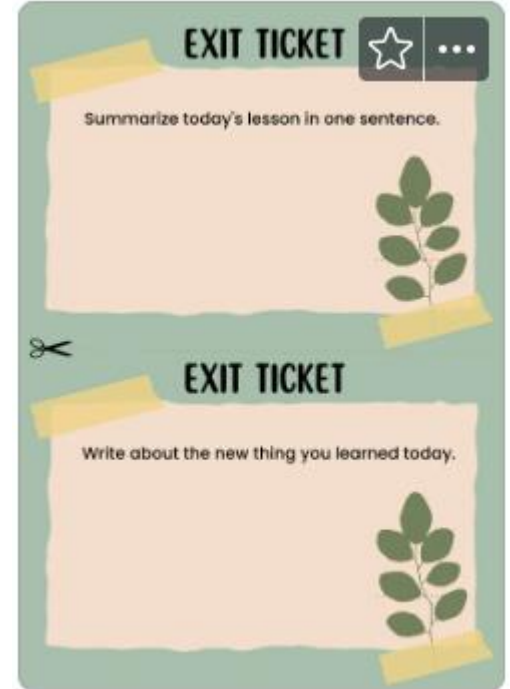 EXIT TICKET
Summarize today's lesson in one sentence.
EXIT TICKET
Write about the new thing you learned today.